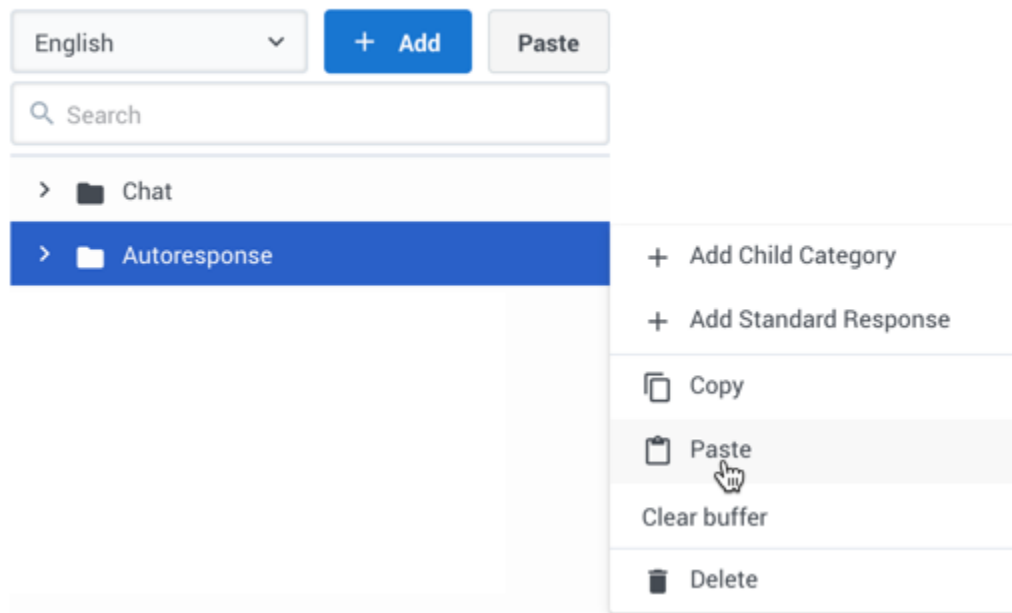 English + Add Paste
Search
Chat
Autoresponse
+ Add Child Category
+ Add Standard Response
Copy
Paste
Clear buffer
Delete